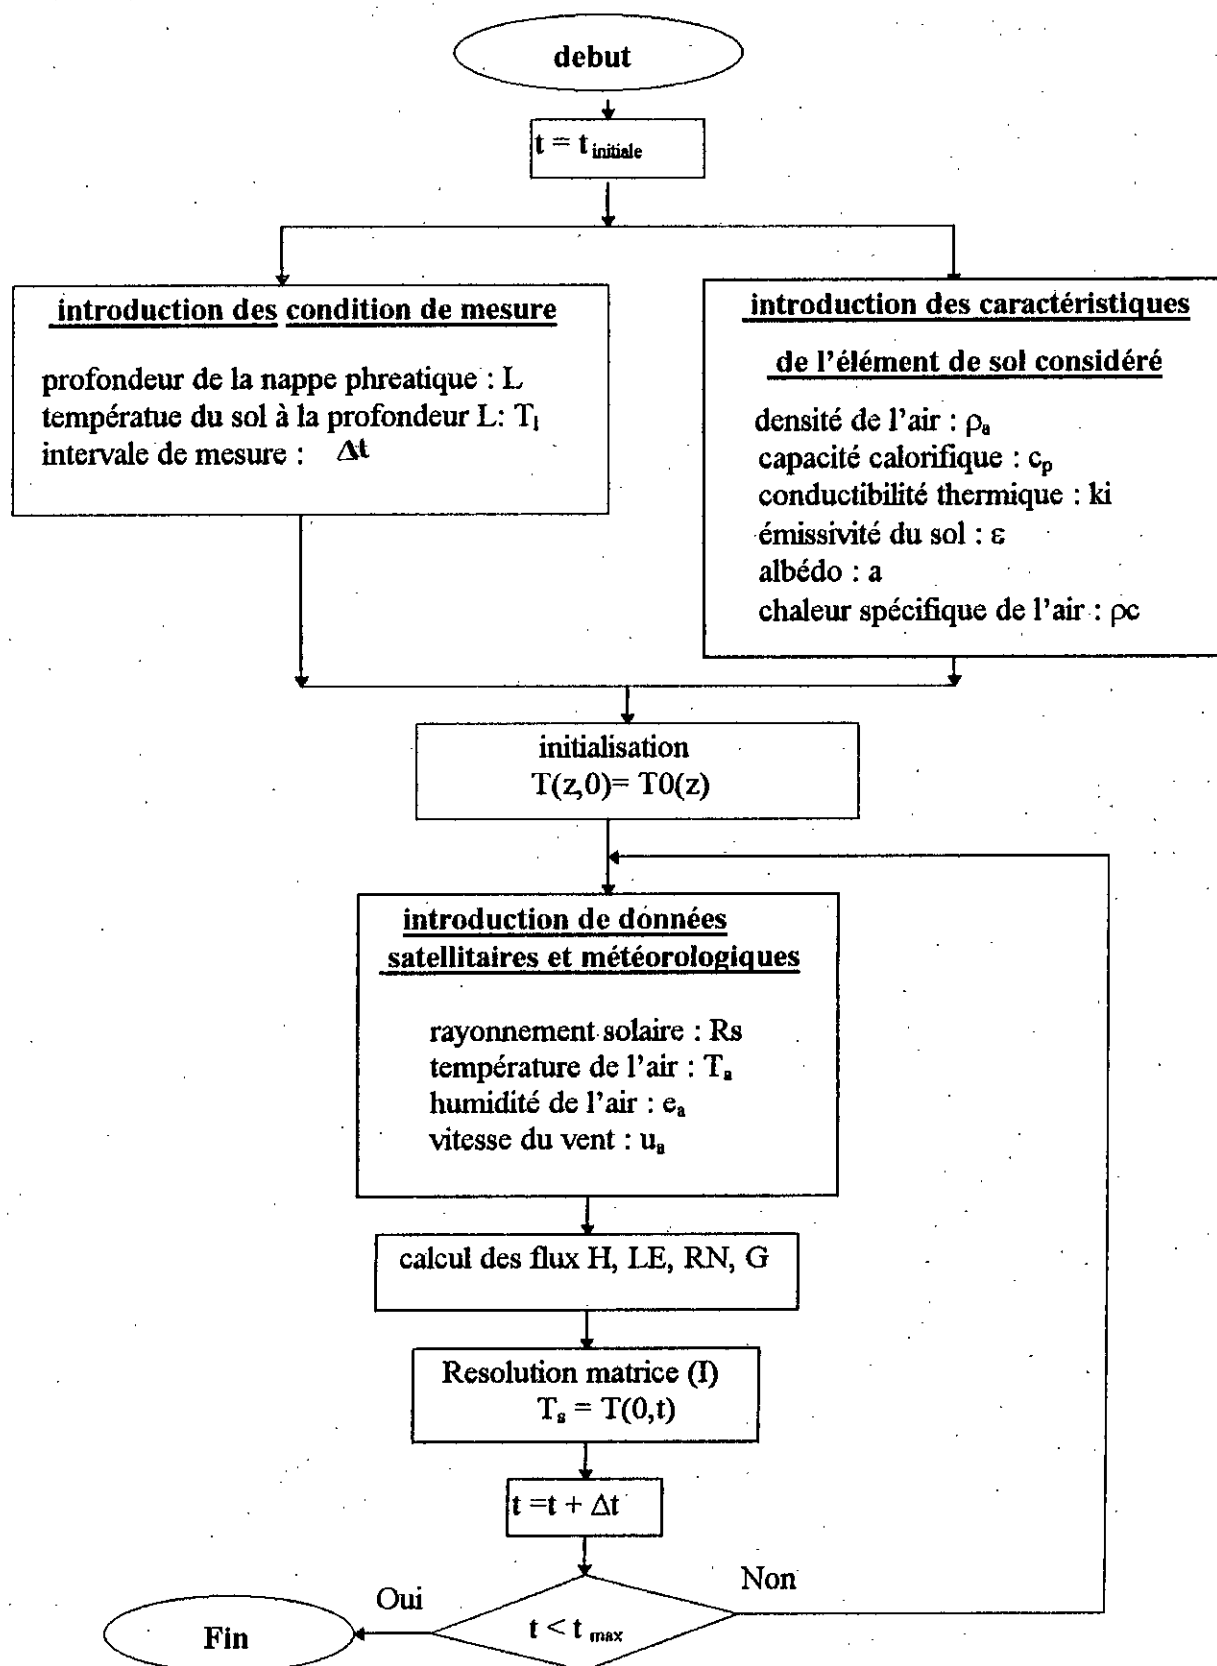 debut
t = t initiale
introduction des condition de mesure
profondeur de la nappe phreatique : L
températue du sol à la profondeur L: Tl
intervale de mesure : Δt
introduction des caractéristiques
de l'élément de sol considéré
densité de l'air : ρa
capacité calorifique : cp
conductibilité thermique : ki
émissivité du sol : ε
albédo : a
chaleur spécifique de l'air : ρc
initialisation
T(z,0)= T0(z)
introduction de données
satellitaires et météorologiques
rayonnement solaire : Rs
température de l'air : Ta
humidité de l'air : ea
vitesse du vent : ua
calcul des flux H, LE, RN, G
Resolution matrice (I)
Ts = T(0,t)
t =t + Δt
Oui
Non
t < t max
Fin